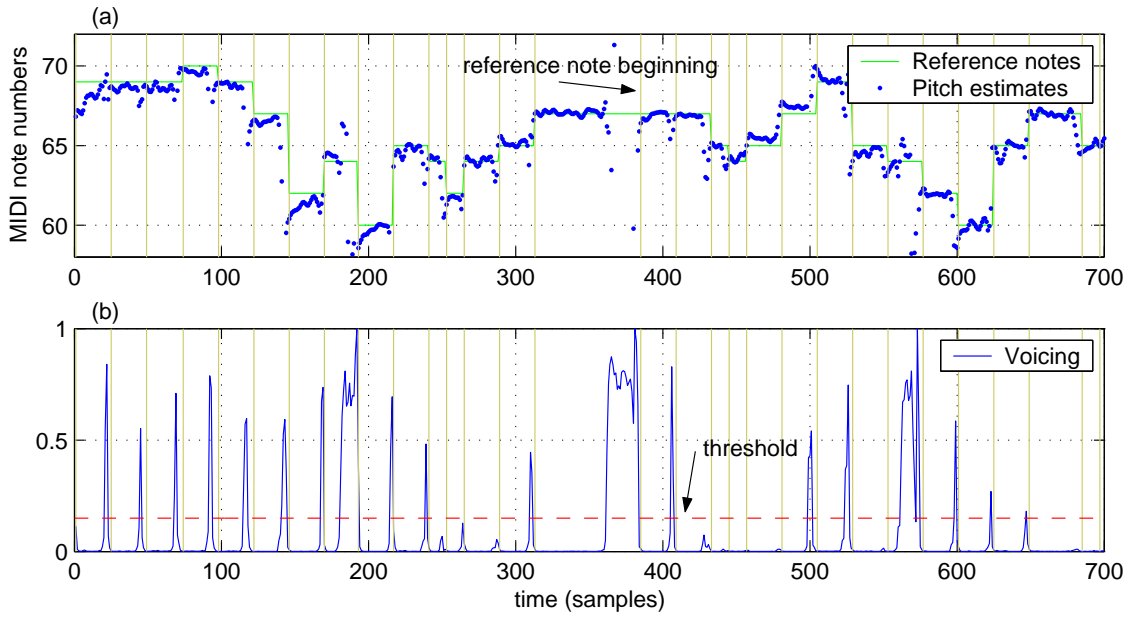 (a)
MIDI note numbers
70
65
60
reference note beginning
Reference notes
Pitch estimates
0
100
200
300
400
500
600
700
(b)
1
0.5
0
Voicing
threshold
0
100
200
300
400
500
600
700
time (samples)